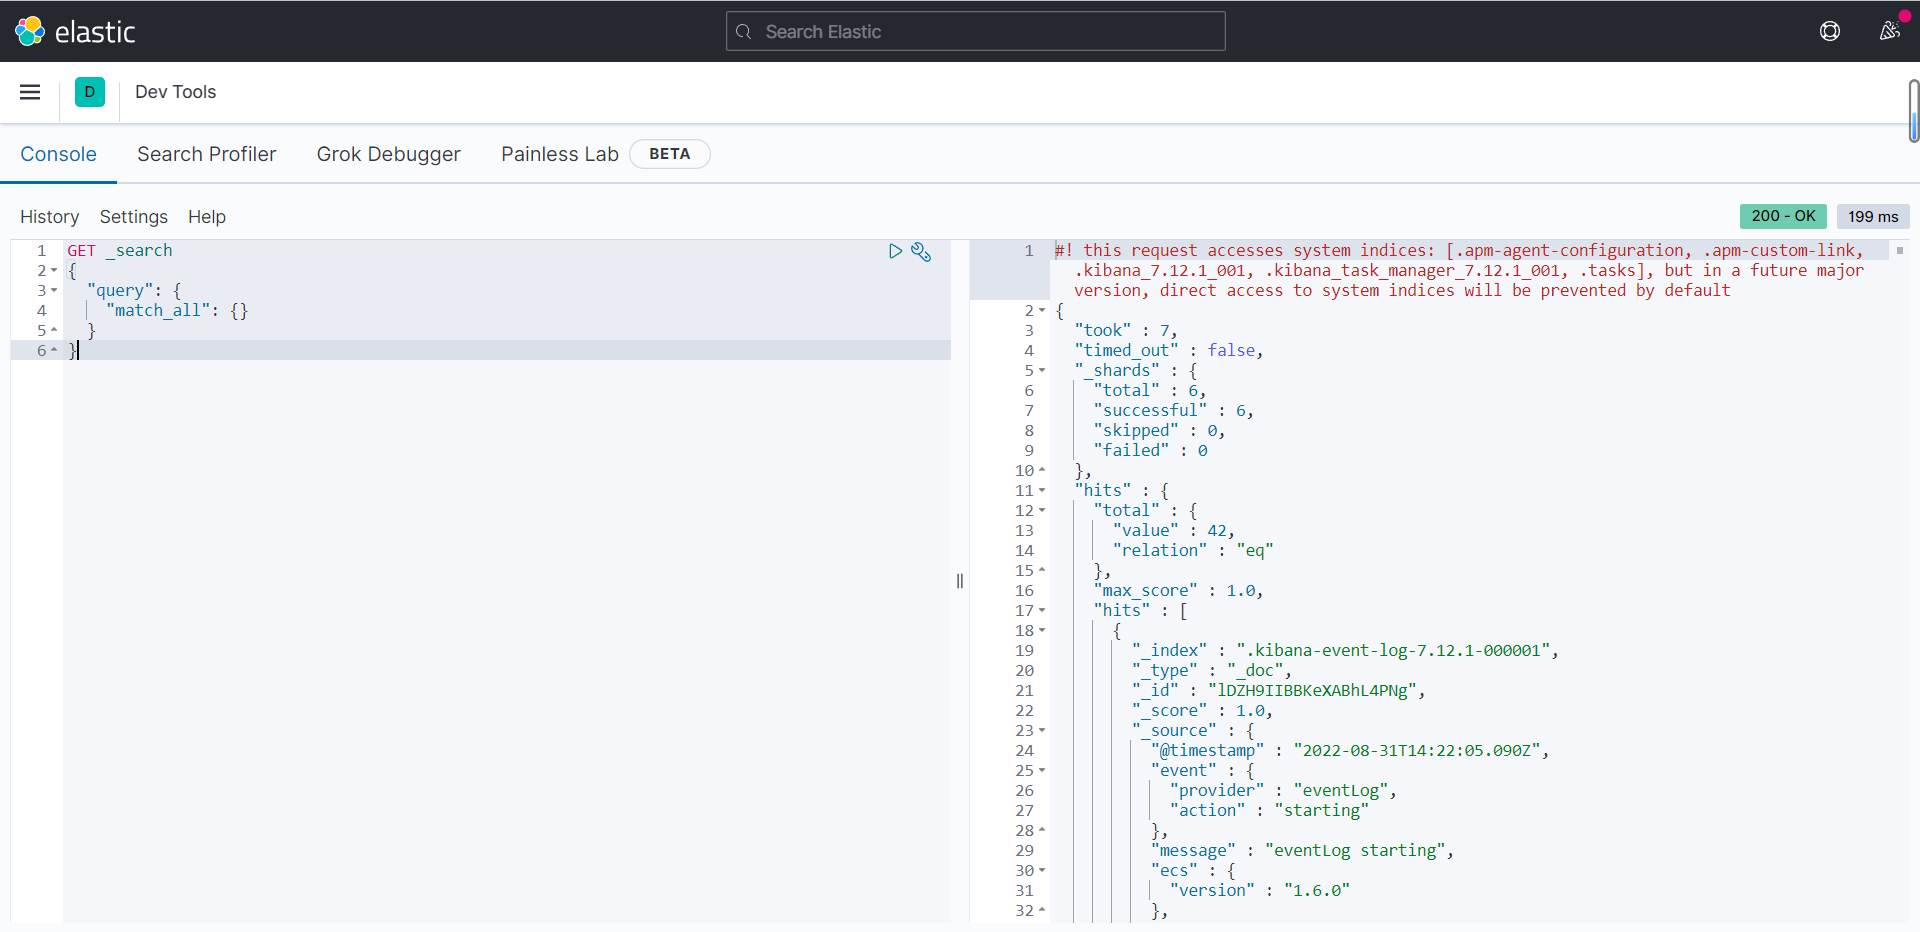 elastic
Search Elastic
D
Dev Tools
Console
Search Profiler
Grok Debugger
Painless Lab
BETA
History
Settings
Help
200 - OK
199 ms
1 GET _search
2 {
3 "query": {
4 "match_all": {}
5 }
6 }
1 #! this request accesses system indices: [.apm-agent-configuration, .apm-custom-link,
.kibana_7.12.1_001, .kibana_task_manager_7.12.1_001, .tasks], but in a future major
version, direct access to system indices will be prevented by default
2 {
3 "took" : 7,
4 "timed_out" : false,
5 "_shards" : {
6 "total" : 6,
7 "successful" : 6,
8 "skipped" : 0,
9 "failed" : 0
10 },
11 "hits" : {
12 "total" : {
13 "value" : 42,
14 "relation" : "eq"
15 },
16 "max_score" : 1.0,
17 "hits" : [
18 {
19 "_index" : ".kibana-event-log-7.12.1-000001",
20 "_type" : "_doc",
21 "_id" : "lDZH9IIBBKeXABhL4PNg",
22 "_score" : 1.0,
23 "_source" : {
24 "@timestamp" : "2022-08-31T14:22:05.090Z",
25 "event" : {
26 "provider" : "eventLog",
27 "action" : "starting"
28 },
29 "message" : "eventLog starting",
30 "ecs" : {
31 "version" : "1.6.0"
32 },